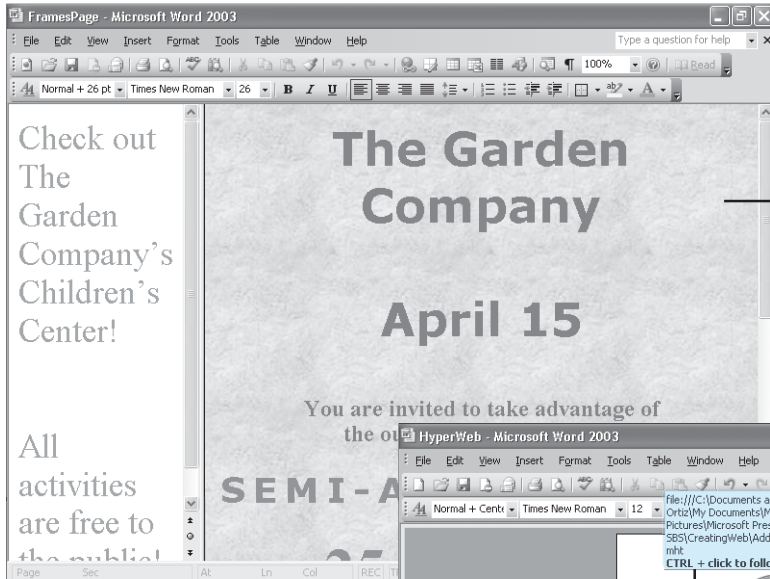 FramesPage - Microsoft Word 2003
File Edit View Insert Format Tools Table Window Help
Type a question for help
100%
Read
Normal + 26 pt
Times New Roman
26
B I U
Check out
The
Garden
Company's
Children's
Center!
All
activities
are free to
the public!
The Garden
Company
April 15
You are invited to take advantage of
the ou
SEMI-A
25
Page Sec At Ln Col REC
HyperWeb - Microsoft Word 2003
File Edit View Insert Format Tools Table Window Help
Normal + Cente
Times New Roman
12
file:///C:\Documents a
Ortiz\My Documents\M
Pictures\Microsoft Pres
SBS\CreatingWeb\Add
mht
CTRL + click to follo